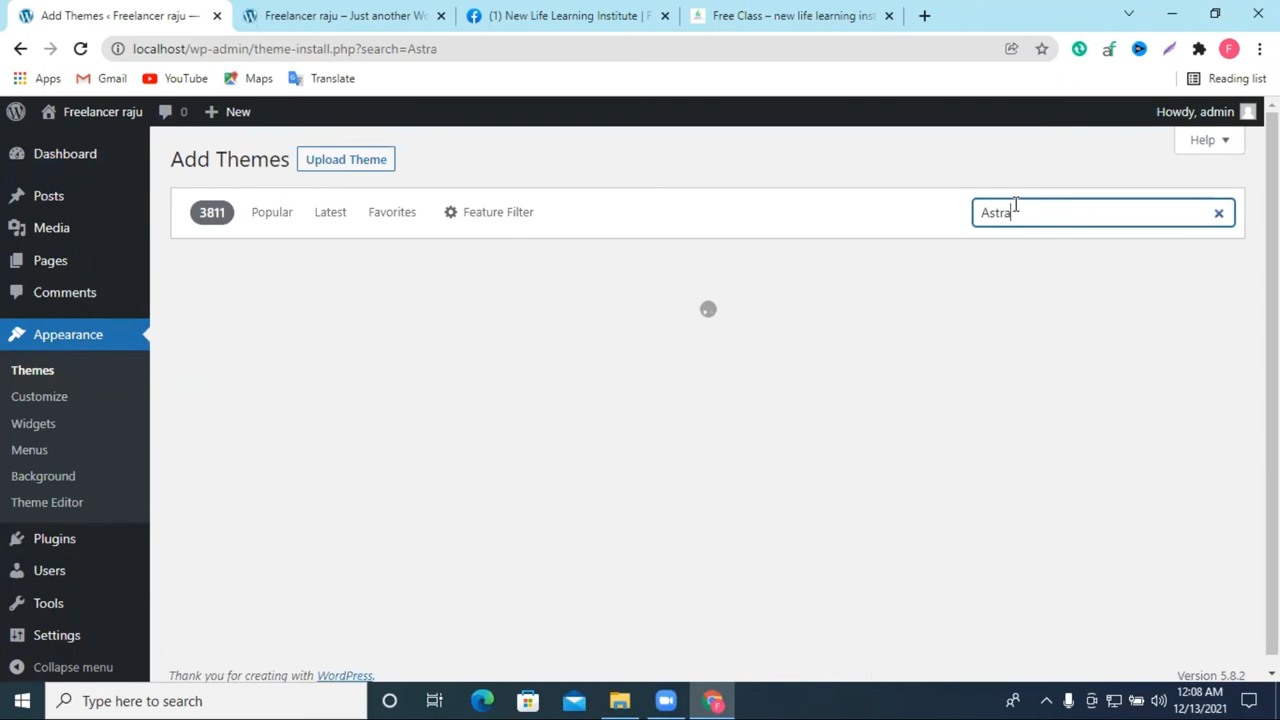 Add Themes ‹ Freelancer raju —
Freelancer raju – Just another Wo
(1) New Life Learning Institute | F
Free Class – new life learning inst
localhost/wp-admin/theme-install.php?search=Astra
F
Apps
Gmail
YouTube
Maps
Translate
Reading list
Freelancer raju
0
New
Howdy, admin
Dashboard
Posts
Media
Pages
Comments
Appearance
Themes
Customize
Widgets
Menus
Background
Theme Editor
Plugins
Users
Tools
Settings
Collapse menu
Add Themes
Upload Theme
Help
3811
Popular
Latest
Favorites
Feature Filter
Astra
Thank you for creating with WordPress.
Version 5.8.2
Type here to search
12:08 AM
12/13/2021